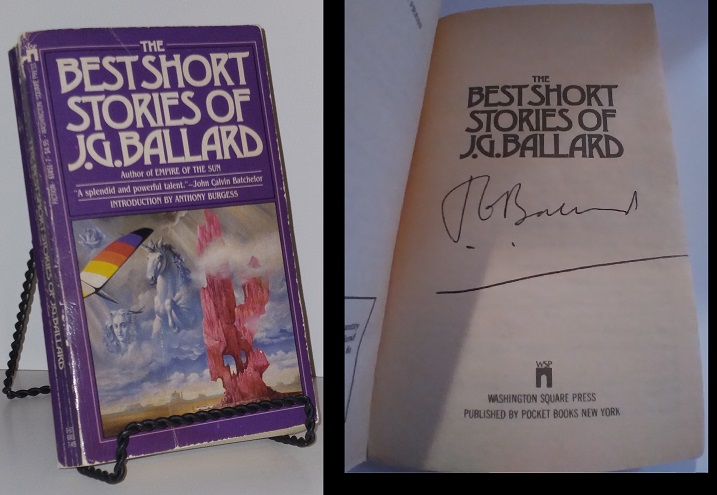 THE
BEST SHORT
STORIES OF
J.G. BALLARD
Author of EMPIRE OF THE SUN
"A splendid and powerful talent."—John Calvin Batchelor
INTRODUCTION BY ANTHONY BURGESS
THE
BEST SHORT
STORIES OF
J.G. BALLARD
J G Ballard
WSP
WASHINGTON SQUARE PRESS
PUBLISHED BY POCKET BOOKS NEW YORK